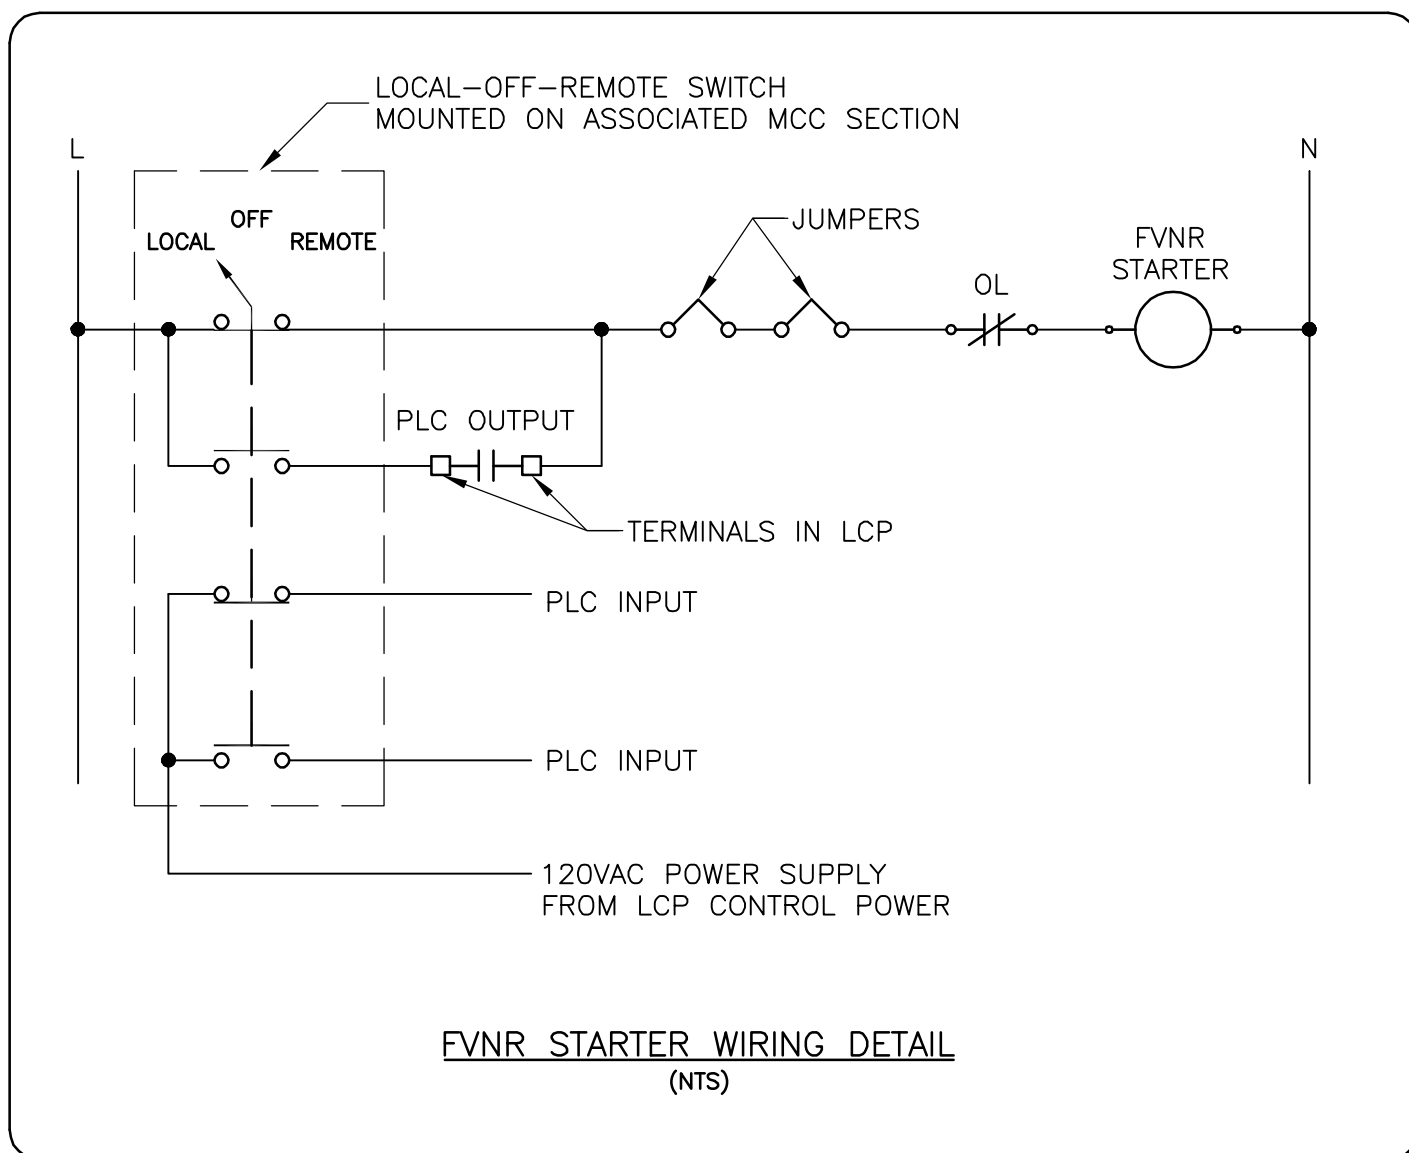 LOCAL-OFF-REMOTE SWITCH
MOUNTED ON ASSOCIATED MCC SECTION
L
N
OFF
LOCAL
REMOTE
JUMPERS
FVNR
STARTER
OL
PLC OUTPUT
TERMINALS IN LCP
PLC INPUT
PLC INPUT
120VAC POWER SUPPLY
FROM LCP CONTROL POWER
FVNR STARTER WIRING DETAIL
(NTS)